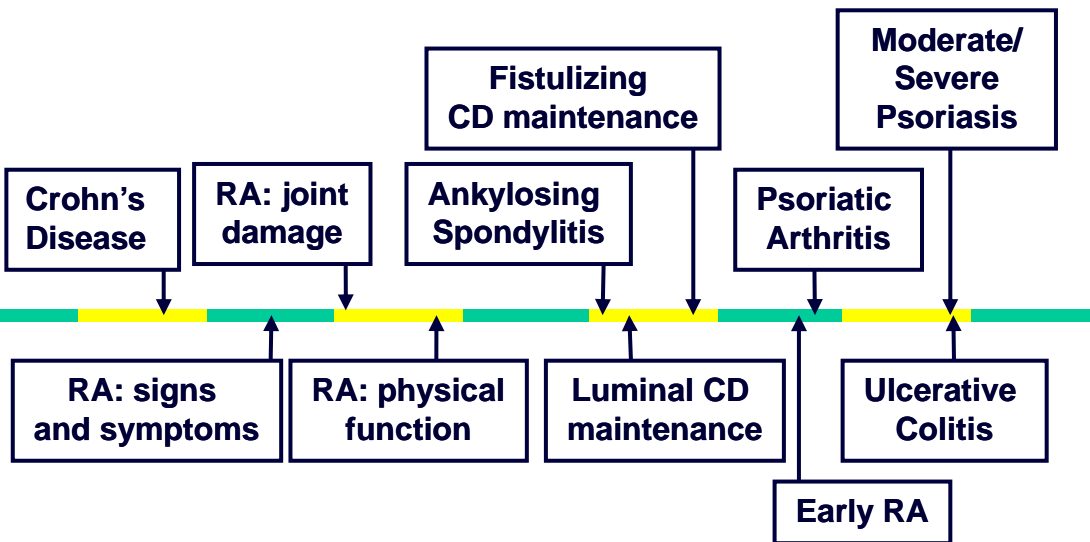 Moderate/
Severe
Psoriasis
Fistulizing
CD maintenance
Crohn's
Disease
RA: joint
damage
Ankylosing
Spondylitis
Psoriatic
Arthritis
RA: signs
and symptoms
RA: physical
function
Luminal CD
maintenance
Ulcerative
Colitis
Early RA